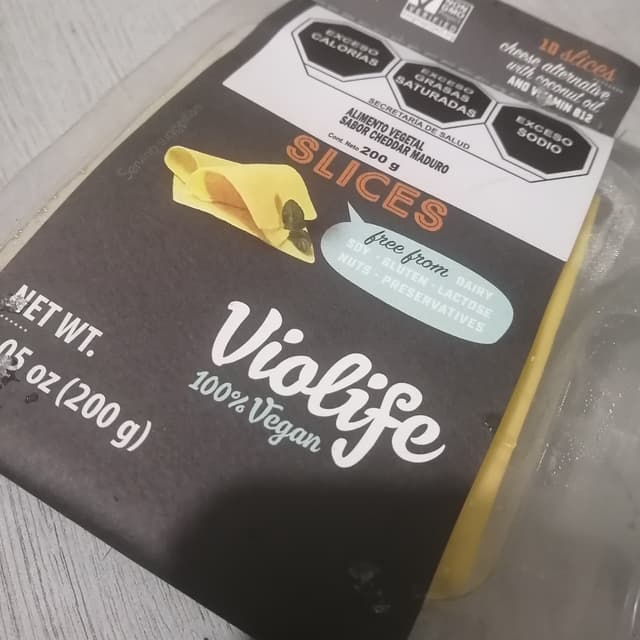 EXCESO
CALORÍAS
EXCESO
GRASAS
SATURADAS
EXCESO
SODIO
SECRETARÍA DE SALUD
10 slices
cheese alternative
with coconut oil
AND VITAMIN B12
ALIMENTO VEGETAL
SABOR CHEDDAR MADURO
Cont. Neto 200 g
SLICES
free from DAIRY
SOY · GLUTEN · LACTOSE
NUTS · PRESERVATIVES
Violife
100% Vegan
NET WT.
05 oz (200 g)